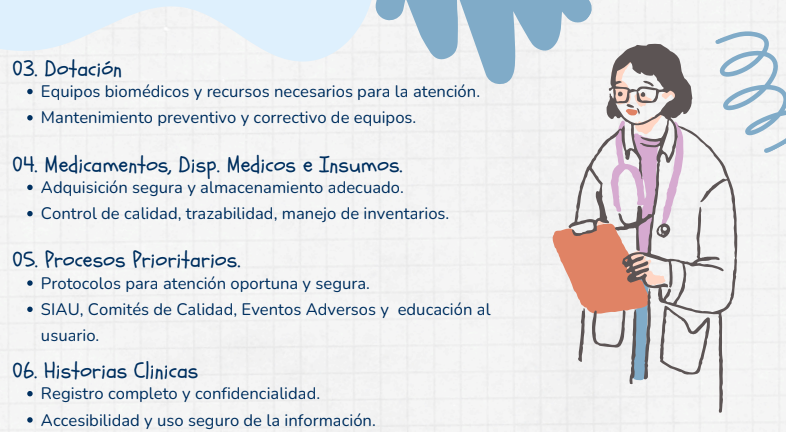 03. Dotación
• Equipos biomédicos y recursos necesarios para la atención.
• Mantenimiento preventivo y correctivo de equipos.
04. Medicamentos, Disp. Medicos e Insumos.
• Adquisición segura y almacenamiento adecuado.
• Control de calidad, trazabilidad, manejo de inventarios.
05. Procesos Prioritarios.
• Protocolos para atención oportuna y segura.
• SIAU, Comités de Calidad, Eventos Adversos y  educación al
usuario.
06. Historias Clinicas
• Registro completo y confidencialidad.
• Accesibilidad y uso seguro de la información.